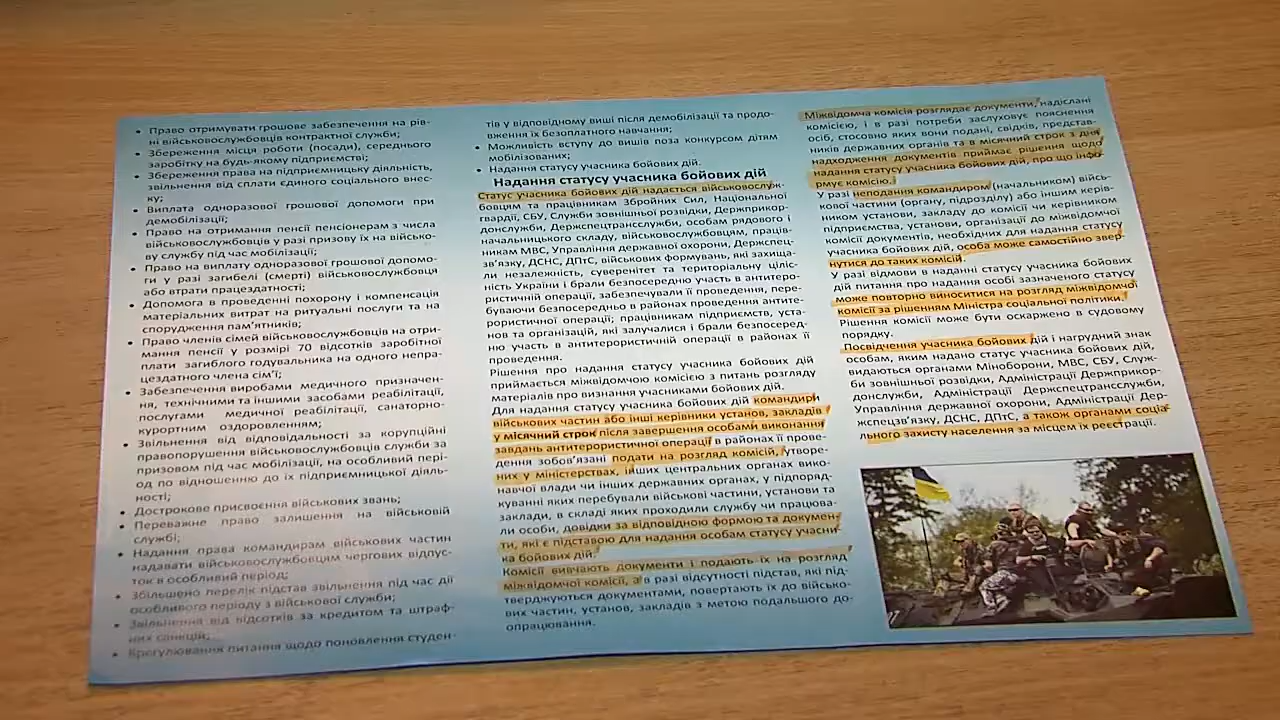 • Право отримувати грошове забезпечення на рів-
ні військовослужбовців контрактної служби;
• Збереження місця роботи (посади), середнього
заробітку на будь-якому підприємстві;
• Збереження права на підприємницьку діяльність,
звільнення від сплати єдиного соціального внес-
ку;
• Виплата одноразової грошової допомоги при
демобілізації;
• Право на отримання пенсії пенсіонерам з числа
військовослужбовців у разі призову їх на військо-
ву службу під час мобілізації;
• Право на виплату одноразової грошової допомо-
ги у разі загибелі (смерті) військовослужбовця
або втрати працездатності;
• Допомога в проведенні похорону і компенсація
матеріальних витрат на ритуальні послуги та на
спорудження пам'ятників;
• Право членів сімей військовослужбовців на отри-
мання пенсії у розмірі 70 відсотків заробітної
плати загиблого годувальника на одного непра-
цездатного члена сім'ї;
• Забезпечення виробами медичного призначен-
ня, технічними та іншими засобами реабілітації,
послугами медичної реабілітації, санаторно-
курортним оздоровленням;
• Звільнення від відповідальності за корупційні
правопорушення військовослужбовців служби за
призовом під час мобілізації, на особливий пері-
од по відношенню до їх підприємницької діяль-
ності;
• Дострокове присвоєння військових звань;
• Переважне право залишення на військовій
службі;
• Надання права командирам військових частин
надавати військовослужбовцям чергових відпус-
ток в особливий період;
• Збільшено перелік підстав звільнення під час дії
особливого періоду з військової служби;
• Звільнення від відсотків за кредитом та штраф-
них санкцій;
• Врегулювання питання щодо поновлення студен-
тів у відповідному виші після демобілізації та продо-
вження їх безоплатного навчання;
• Можливість вступу до вишів поза конкурсом дітям
мобілізованих;
• Надання статусу учасника бойових дій.
Надання статусу учасника бойових дій
Статус учасника бойових дій надається військовослуж-
бовцям та працівникам Збройних Сил, Національної
гвардії, СБУ, Служби зовнішньої розвідки, Держприкор-
донслужби, Держспецтрансслужби, особам рядового і
начальницького складу, військовослужбовцям, праців-
никам МВС, Управління державної охорони, Держспец-
зв'язку, ДСНС, ДПтС, військових формувань, які захища-
ли незалежність, суверенітет та територіальну ціліс-
ність України і брали безпосередню участь в антитеро-
ристичній операції, забезпечували її проведення, пере-
буваючи безпосередньо в районах проведення антите-
рористичної операції; працівникам підприємств, уста-
нов та організацій, які залучалися і брали безпосеред-
ню участь в антитерористичній операції в районах її
проведення.
Рішення про надання статусу учасника бойових дій
приймається міжвідомчою комісією з питань розгляду
матеріалів про визнання учасниками бойових дій.
Для надання статусу учасника бойових дій командири
військових частин або інші керівники установ, закладів
у місячний строк після завершення особами виконання
завдань антитерористичної операції в районах її прове-
дення зобов'язані подати на розгляд комісій, утворе-
них у міністерствах, інших центральних органах вико-
навчої влади чи інших державних органах, у підпоряд-
куванні яких перебували військові частини, установи та
заклади, в складі яких проходили службу чи працюва-
ли особи, довідки за відповідною формою та докумен-
ти, які є підставою для надання особам статусу учасни-
ка бойових дій.
Комісії вивчають документи і подають їх на розгляд
міжвідомчої комісії, а в разі відсутності підстав, які під-
тверджуються документами, повертають їх до військо-
вих частин, установ, закладів з метою подальшого до-
опрацювання.
Міжвідомча комісія розглядає документи, надіслані
комісією, і в разі потреби заслуховує пояснення
осіб, стосовно яких вони подані, свідків, представ-
ників державних органів та в місячний строк з дня
надходження документів приймає рішення щодо
надання статусу учасника бойових дій, про що інфо-
рмує комісію.
У разі неподання командиром (начальником) війсь-
кової частини (органу, підрозділу) або іншим керів-
ником установи, закладу до комісії чи керівником
підприємства, установи, організації до міжвідомчої
комісії документів, необхідних для надання статусу
учасника бойових дій, особа може самостійно звер-
нутися до таких комісій.
У разі відмови в наданні статусу учасника бойових
дій питання про надання особі зазначеного статусу
може повторно виноситися на розгляд міжвідомчої
комісії за рішенням Міністра соціальної політики.
Рішення комісії може бути оскаржено в судовому
порядку.
Посвідчення учасника бойових дій і нагрудний знак
особам, яким надано статус учасника бойових дій,
видаються органами Міноборони, МВС, СБУ, Служ-
би зовнішньої розвідки, Адміністрації Держприкор-
донслужби, Адміністрації Держспецтрансслужби,
Управління державної охорони, Адміністрації Дер-
жспецзв'язку, ДСНС, ДПтС, а також органами соціа-
льного захисту населення за місцем їх реєстрації.